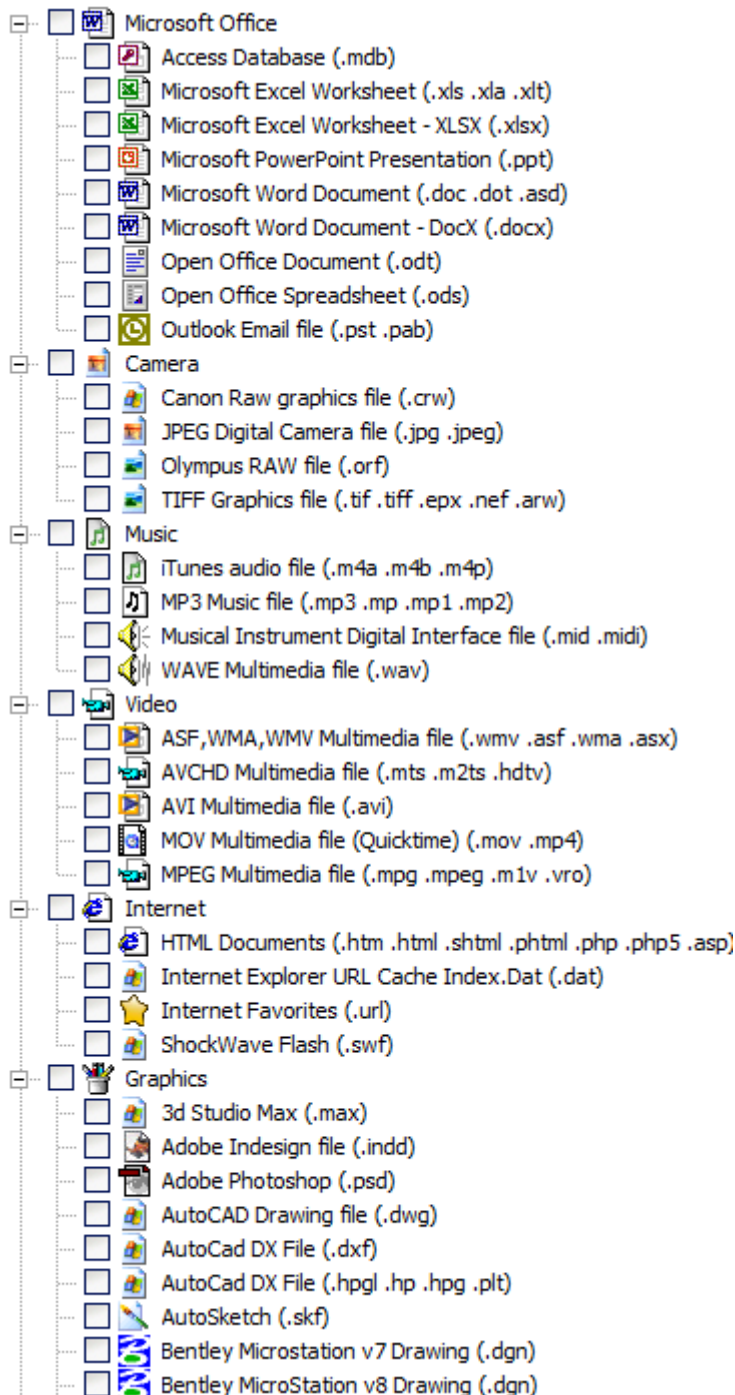 Microsoft Office
Access Database (.mdb)
Microsoft Excel Worksheet (.xls .xla .xlt)
Microsoft Excel Worksheet - XLSX (.xlsx)
Microsoft PowerPoint Presentation (.ppt)
Microsoft Word Document (.doc .dot .asd)
Microsoft Word Document - DocX (.docx)
Open Office Document (.odt)
Open Office Spreadsheet (.ods)
Outlook Email file (.pst .pab)
Camera
Canon Raw graphics file (.crw)
JPEG Digital Camera file (.jpg .jpeg)
Olympus RAW file (.orf)
TIFF Graphics file (.tif .tiff .epx .nef .arw)
Music
iTunes audio file (.m4a .m4b .m4p)
MP3 Music file (.mp3 .mp .mp1 .mp2)
Musical Instrument Digital Interface file (.mid .midi)
WAVE Multimedia file (.wav)
Video
ASF,WMA,WMV Multimedia file (.wmv .asf .wma .asx)
AVCHD Multimedia file (.mts .m2ts .hdtv)
AVI Multimedia file (.avi)
MOV Multimedia file (Quicktime) (.mov .mp4)
MPEG Multimedia file (.mpg .mpeg .m1v .vro)
Internet
HTML Documents (.htm .html .shtml .phtml .php .php5 .asp)
Internet Explorer URL Cache Index.Dat (.dat)
Internet Favorites (.url)
ShockWave Flash (.swf)
Graphics
3d Studio Max (.max)
Adobe Indesign file (.indd)
Adobe Photoshop (.psd)
AutoCAD Drawing file (.dwg)
AutoCad DX File (.dxf)
AutoCad DX File (.hpgl .hp .hpg .plt)
AutoSketch (.skf)
Bentley Microstation v7 Drawing (.dgn)
Bentley MicroStation v8 Drawing (.dgn)